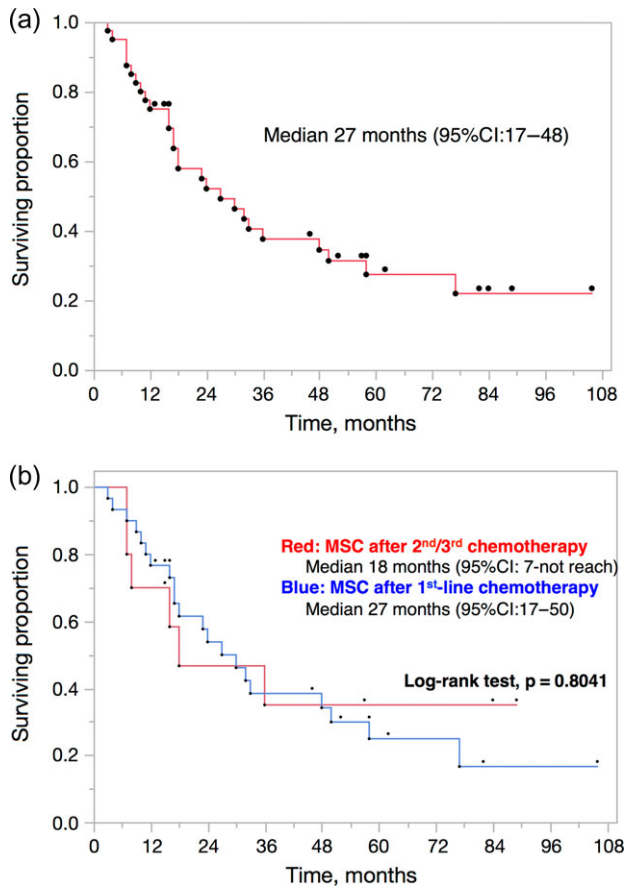 (a)
1.0
0.8
0.6
0.4
0.2
0.0
Surviving proportion
Median 27 months (95%CI:17–48)
0 12 24 36 48 60 72 84 96 108
Time, months
(b)
1.0
0.8
0.6
0.4
0.2
0.0
Surviving proportion
Red: MSC after 2nd/3rd chemotherapy
Median 18 months (95%CI: 7-not reach)
Blue: MSC after 1st-line chemotherapy
Median 27 months (95%CI:17–50)
Log-rank test, p = 0.8041
0 12 24 36 48 60 72 84 96 108
Time, months